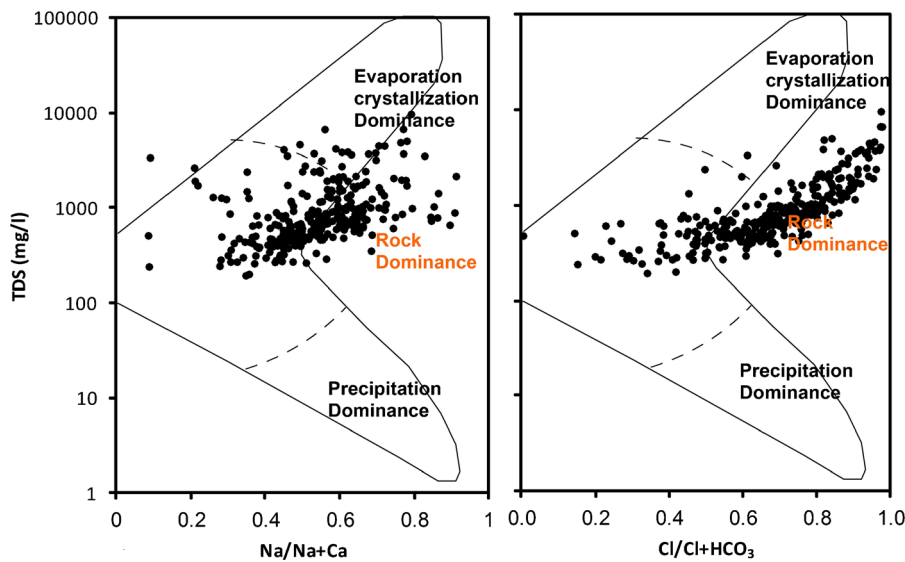 100000
10000
1000
100
10
1
TDS (mg/l)
Evaporation
crystallization
Dominance
Rock
Dominance
Precipitation
Dominance
0 0.2 0.4 0.6 0.8 1
Na/Na+Ca
Evaporation
crystallization
Dominance
Rock
Dominance
Precipitation
Dominance
0.0 0.2 0.4 0.6 0.8 1.0
Cl/Cl+HCO₃